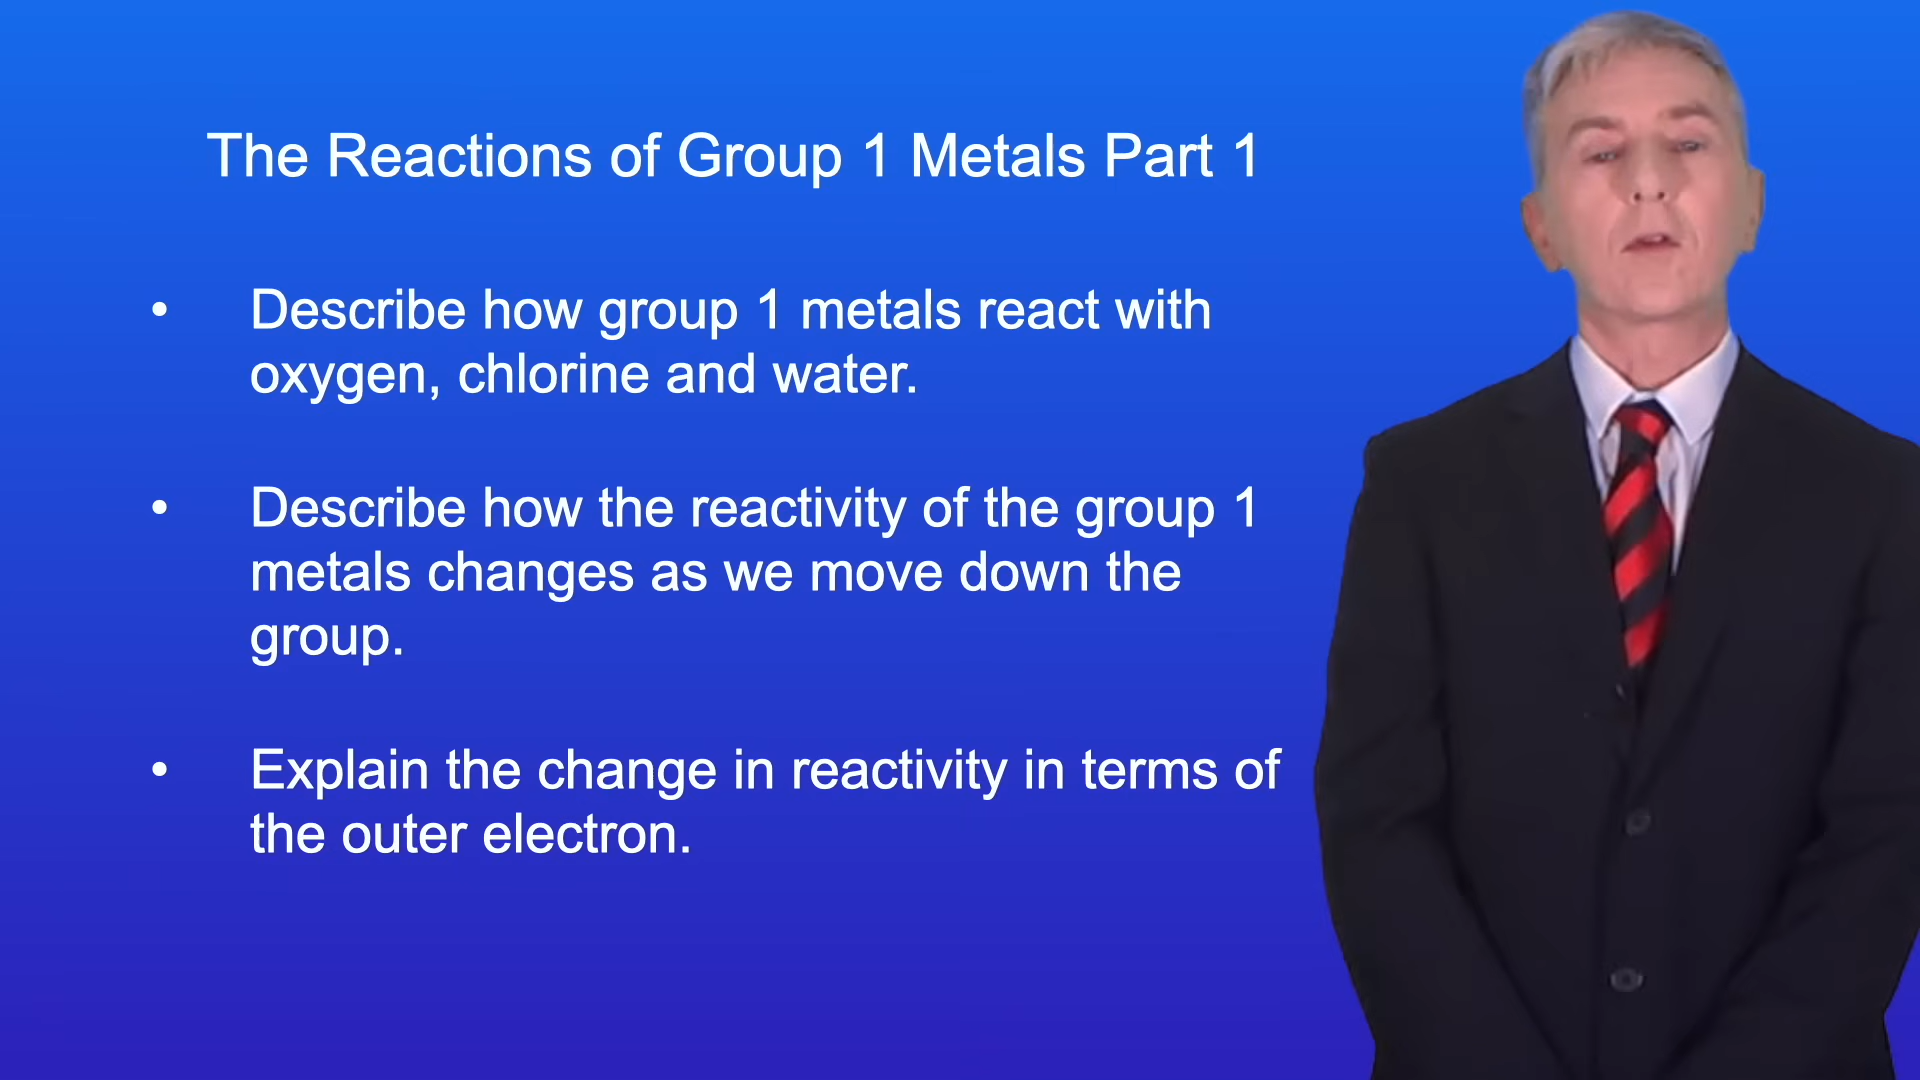 The Reactions of Group 1 Metals Part 1
• Describe how group 1 metals react with
oxygen, chlorine and water.
• Describe how the reactivity of the group 1
metals changes as we move down the
group.
• Explain the change in reactivity in terms of
the outer electron.